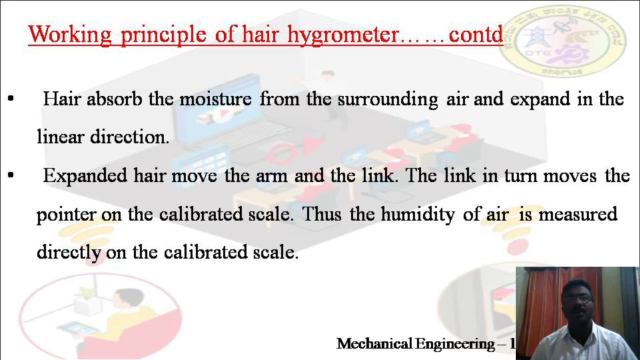 Working principle of hair hygrometer……contd
▪ Hair absorb the moisture from the surrounding air and expand in the
linear direction.
▪ Expanded hair move the arm and the link. The link in turn moves the
pointer on the calibrated scale. Thus the humidity of air is measured
directly on the calibrated scale.
Mechanical Engineering – 1